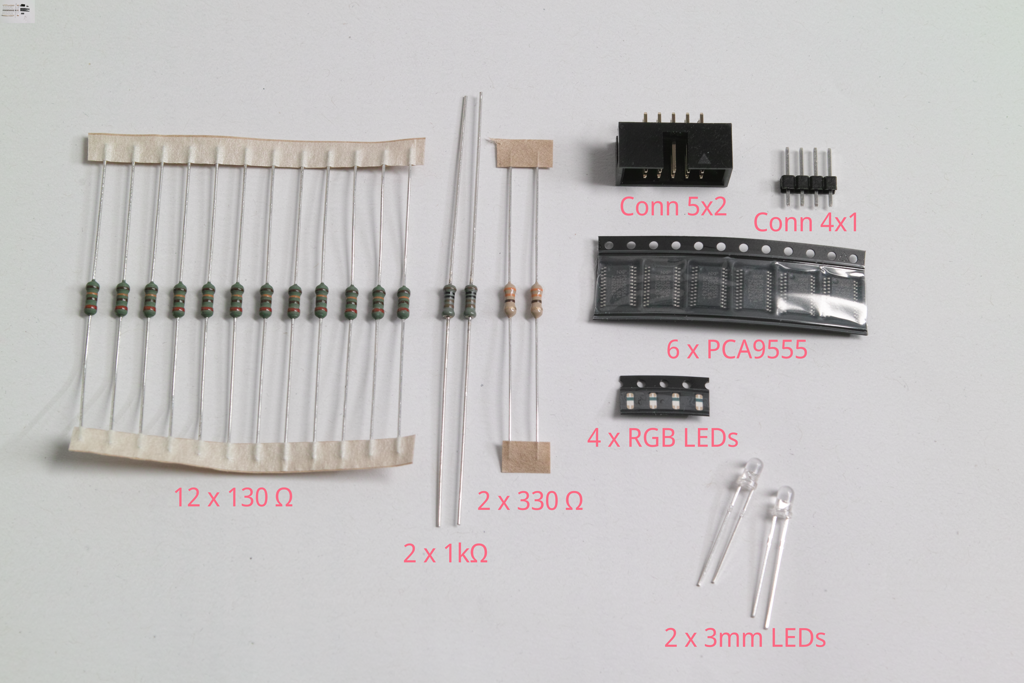 Conn 5x2
Conn 4x1
6 x PCA9555
4 x RGB LEDs
12 x 130 Ω
2 x 330 Ω
2 x 1kΩ
2 x 3mm LEDs